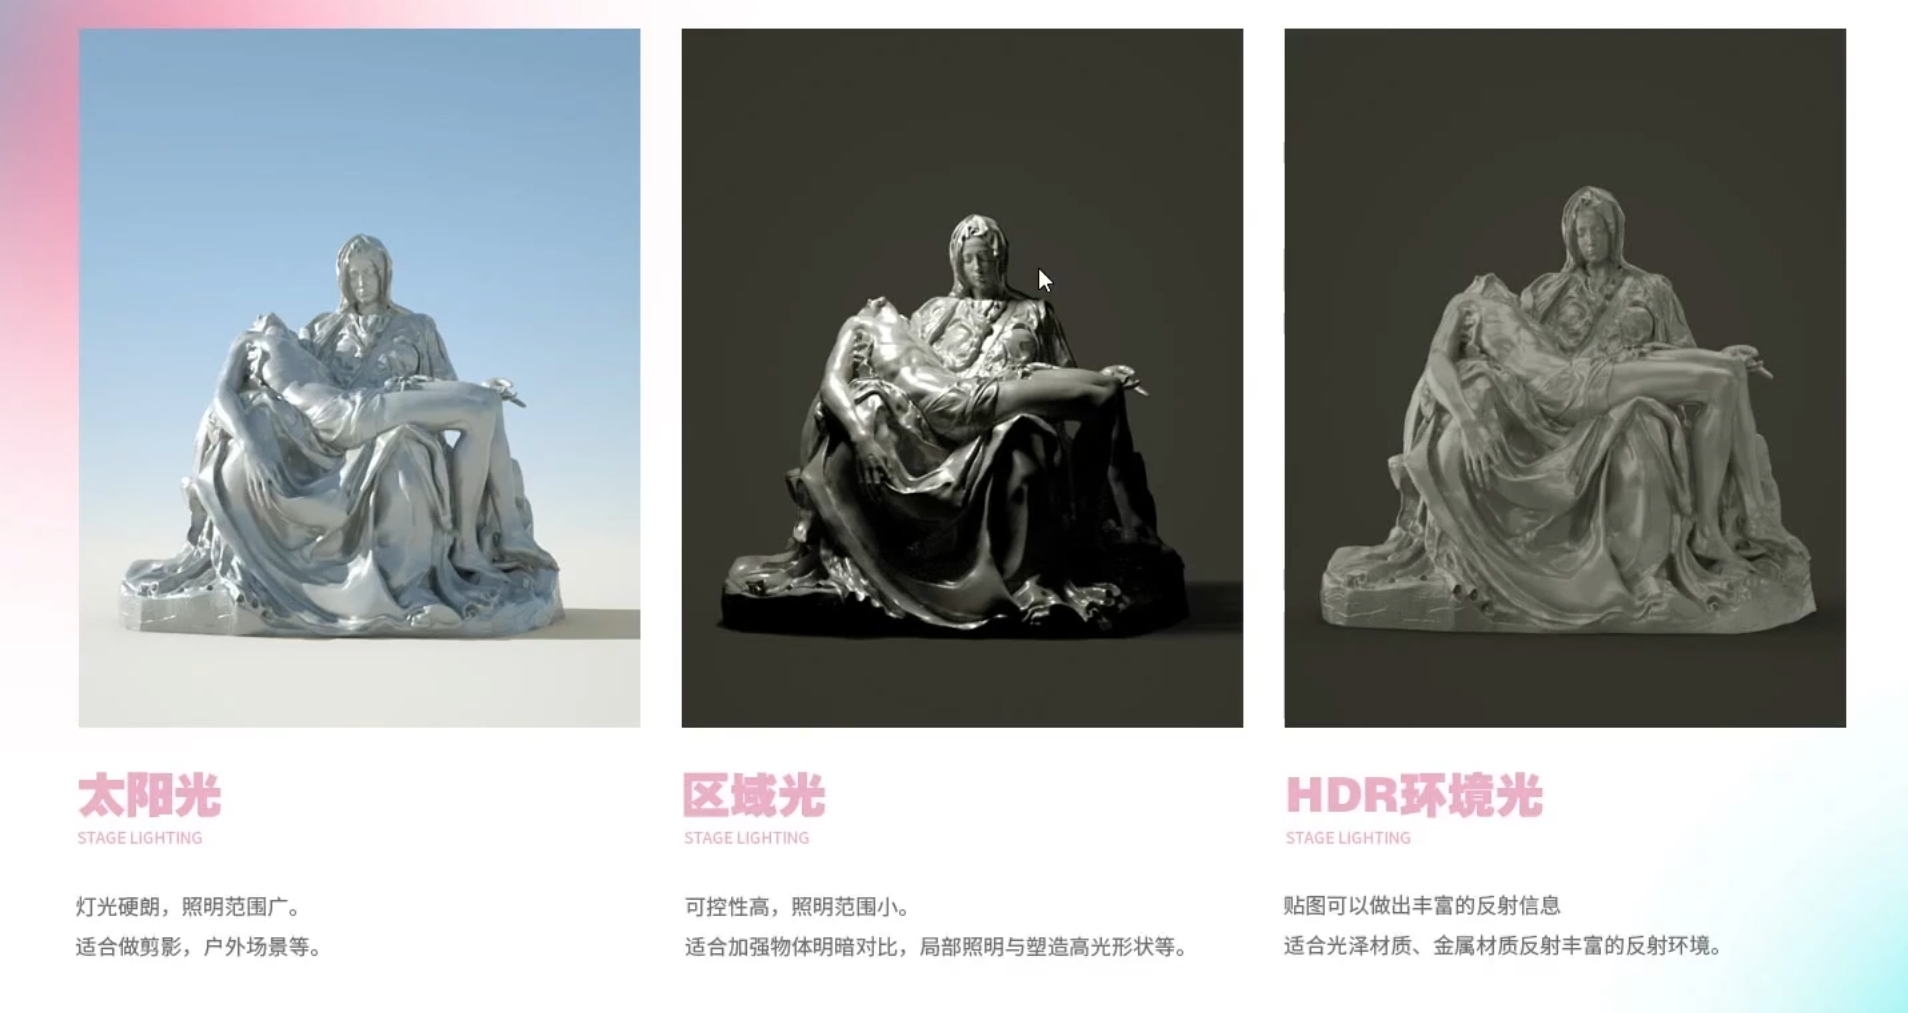 太阳光
STAGE LIGHTING
灯光硬朗，照明范围广。
适合做剪影，户外场景等。
区域光
STAGE LIGHTING
可控性高，照明范围小。
适合加强物体明暗对比，局部照明与塑造高光形状等。
HDR环境光
STAGE LIGHTING
贴图可以做出丰富的反射信息
适合光泽材质、金属材质反射丰富的反射环境。